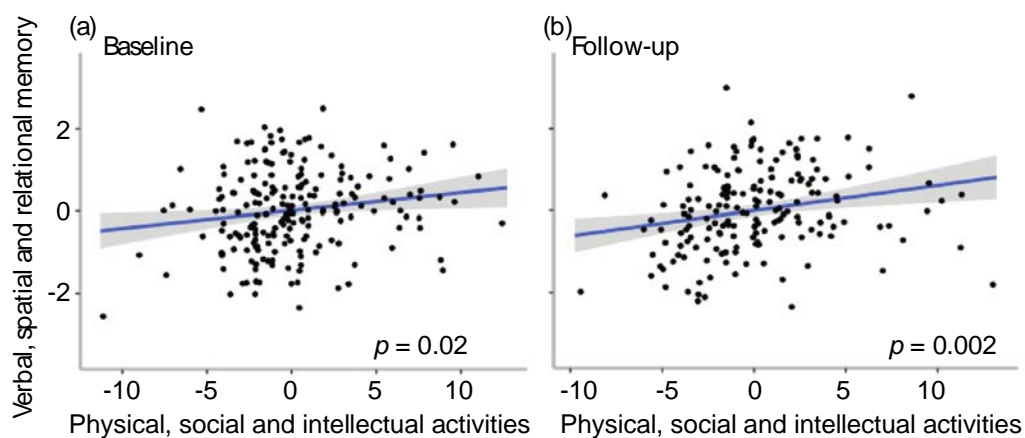 (a) Baseline
(b) Follow-up
Verbal, spatial and relational memory
2
0
-2
p = 0.02
p = 0.002
-10 -5 0 5 10
-10 -5 0 5 10
Physical, social and intellectual activities
Physical, social and intellectual activities